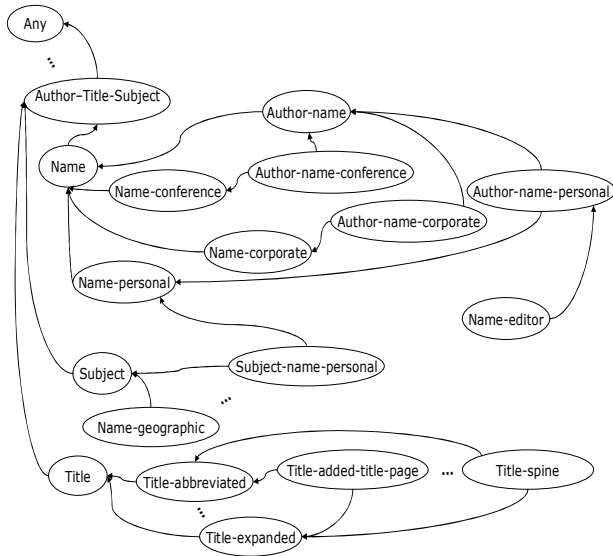 Any
...
Author–Title-Subject
Author-name
Name
Author-name-conference
Name-conference
Author-name-personal
Author-name-corporate
Name-corporate
Name-personal
Name-editor
Subject
Subject-name-personal
...
Name-geographic
Title
Title-abbreviated
Title-added-title-page
...
Title-spine
...
Title-expanded